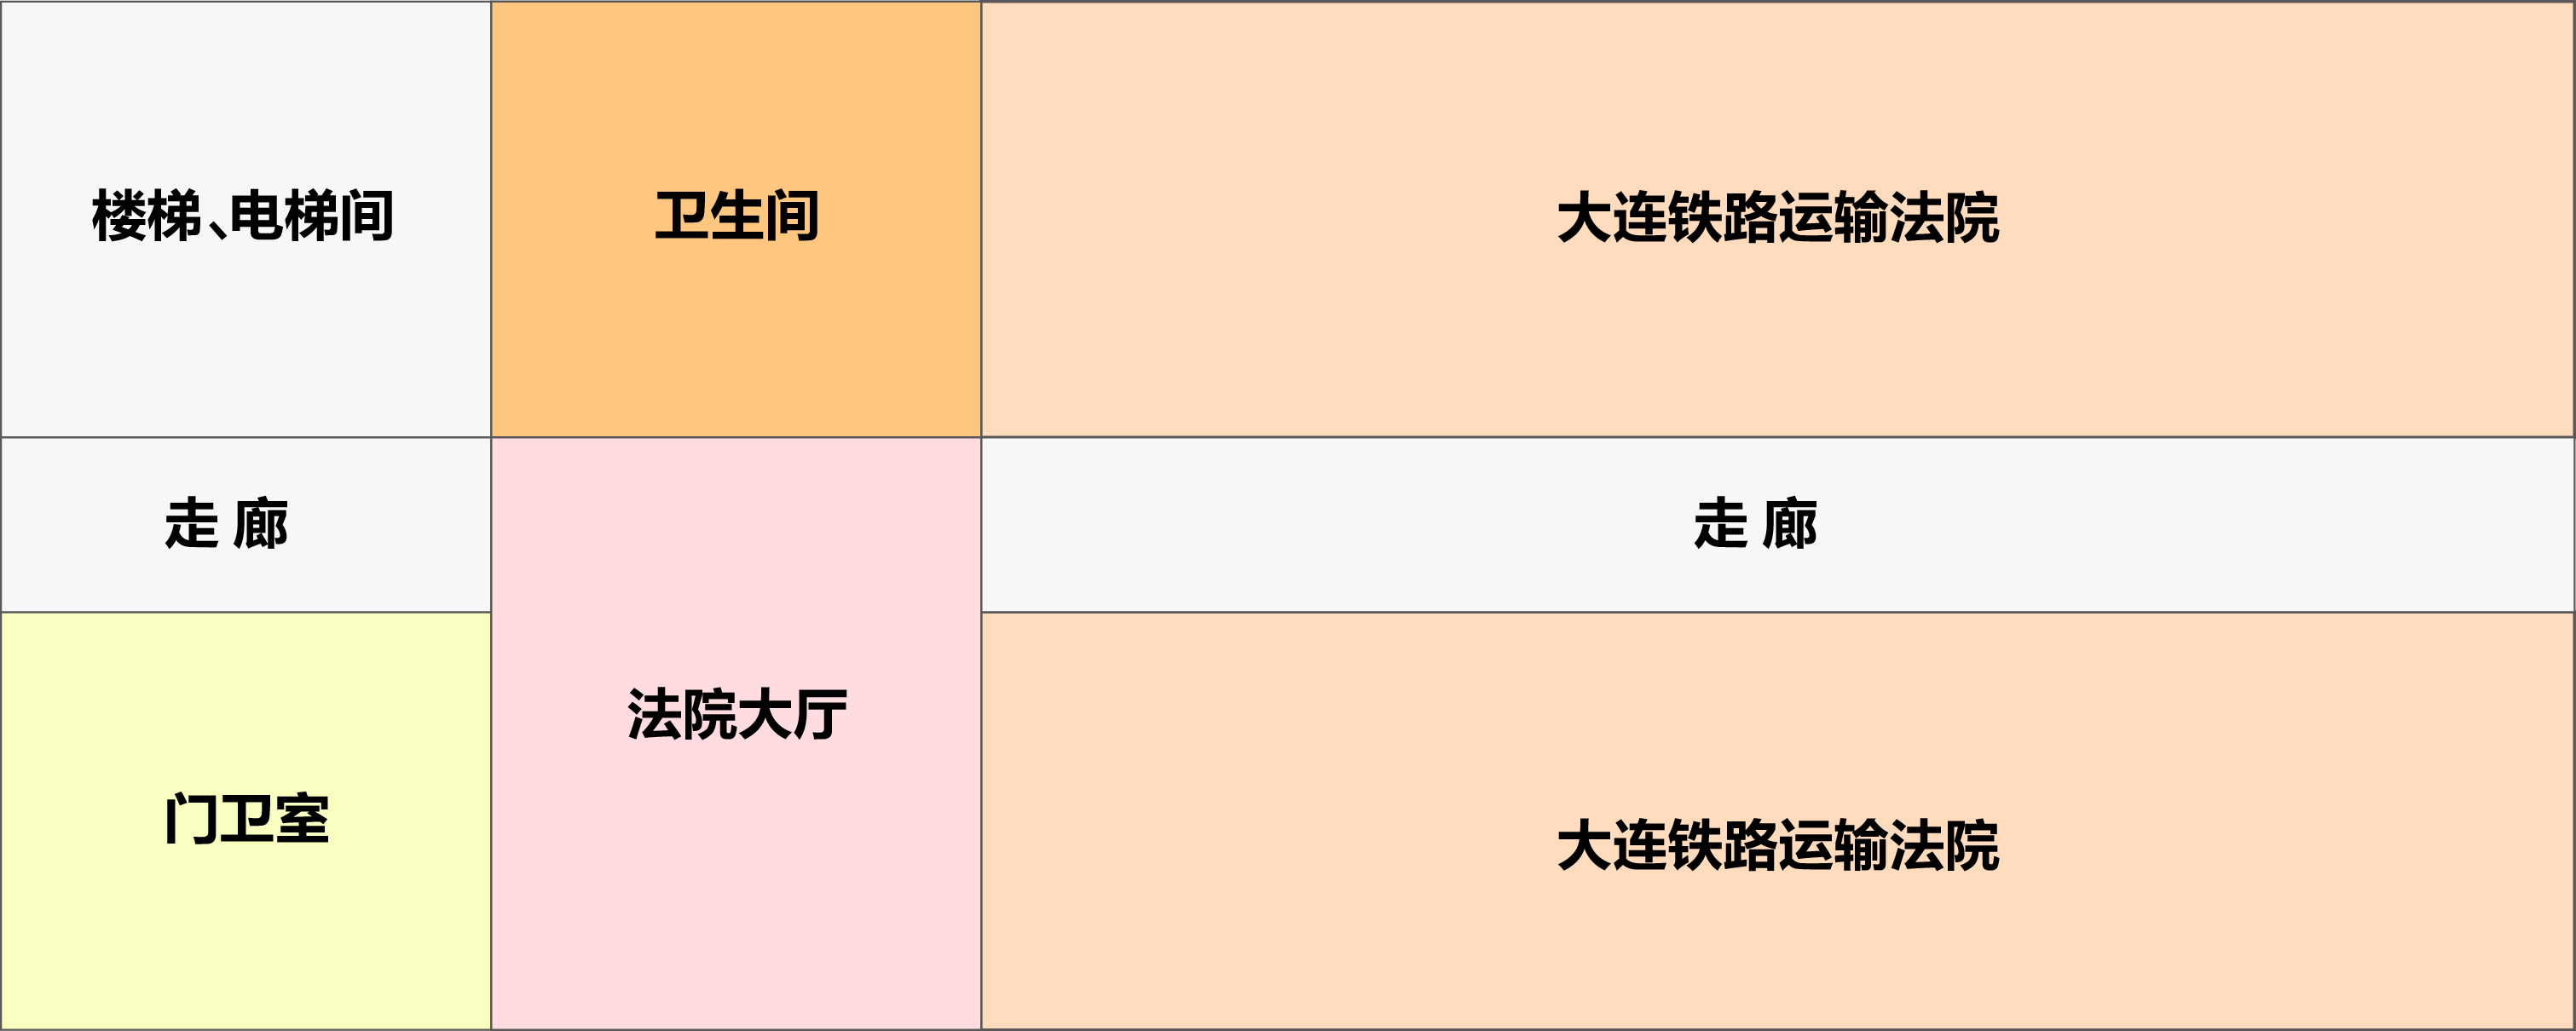 楼梯、电梯间
卫生间
大连铁路运输法院
走 廊
走 廊
法院大厅
门卫室
大连铁路运输法院